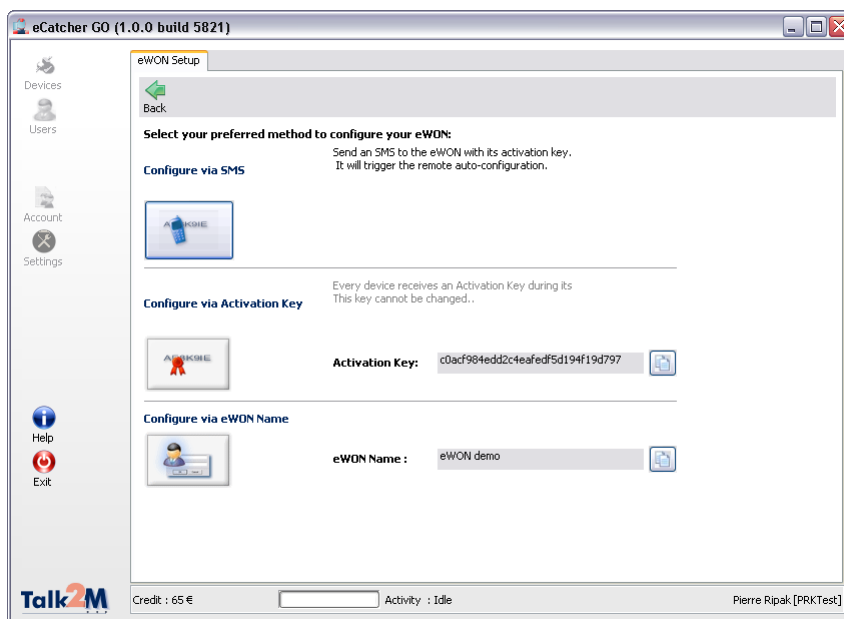 eCatcher GO (1.0.0 build 5821)
eWON Setup
Devices
Back
Users
Select your preferred method to configure your eWON:
Send an SMS to the eWON with its activation key.
It will trigger the remote auto-configuration.
Configure via SMS
Account
Settings
Every device receives an Activation Key during its
This key cannot be changed..
Configure via Activation Key
Activation Key:
c0acf984edd2c4eafedf5d194f19d797
Configure via eWON Name
eWON Name :
eWON demo
Help
Exit
Talk2M
Credit : 65 €
Activity : Idle
Pierre Ripak [PRKTest]